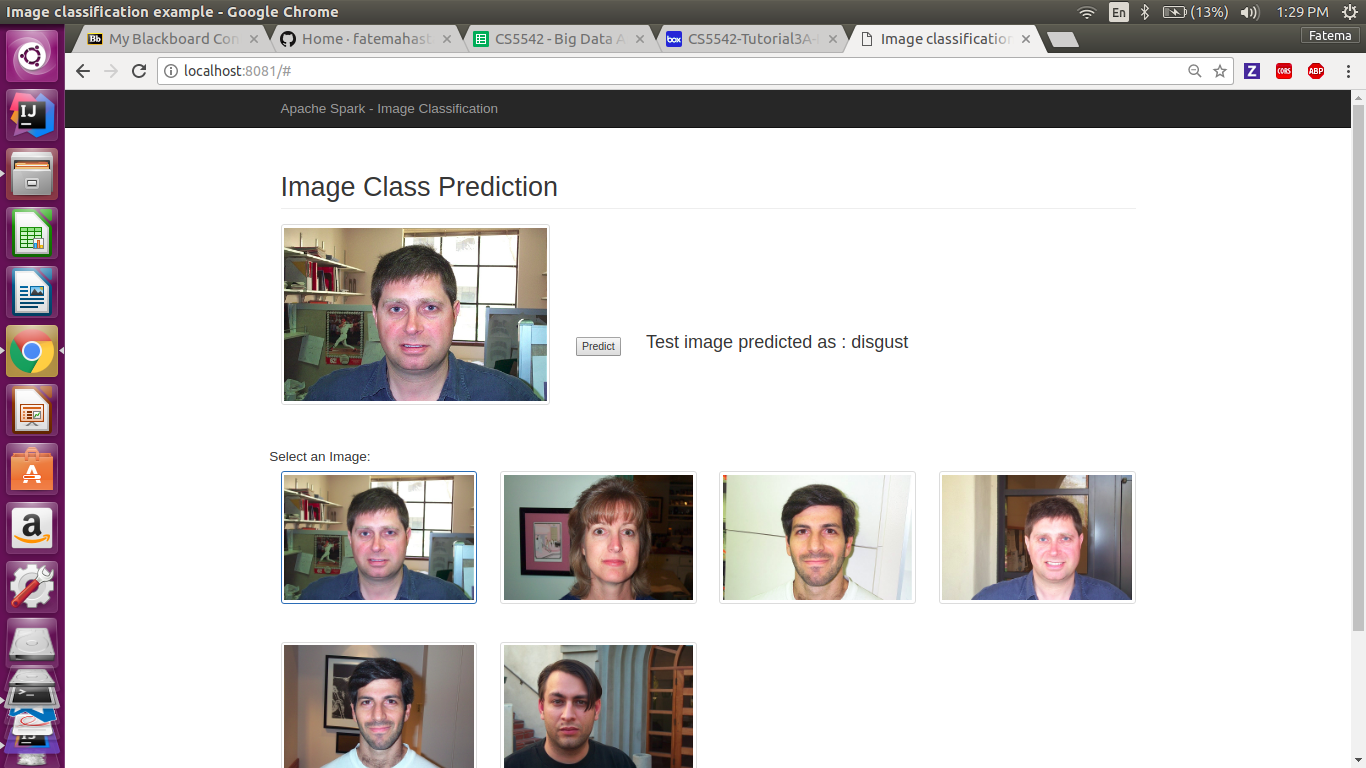 Image classification example - Google Chrome
En
(13%)
1:29 PM
My Blackboard Con
Home · fatemahast
CS5542 - Big Data A
CS5542-Tutorial3A-
Image classification
Fatema
localhost:8081/#
Apache Spark - Image Classification
Image Class Prediction
Predict
Test image predicted as : disgust
Select an Image: